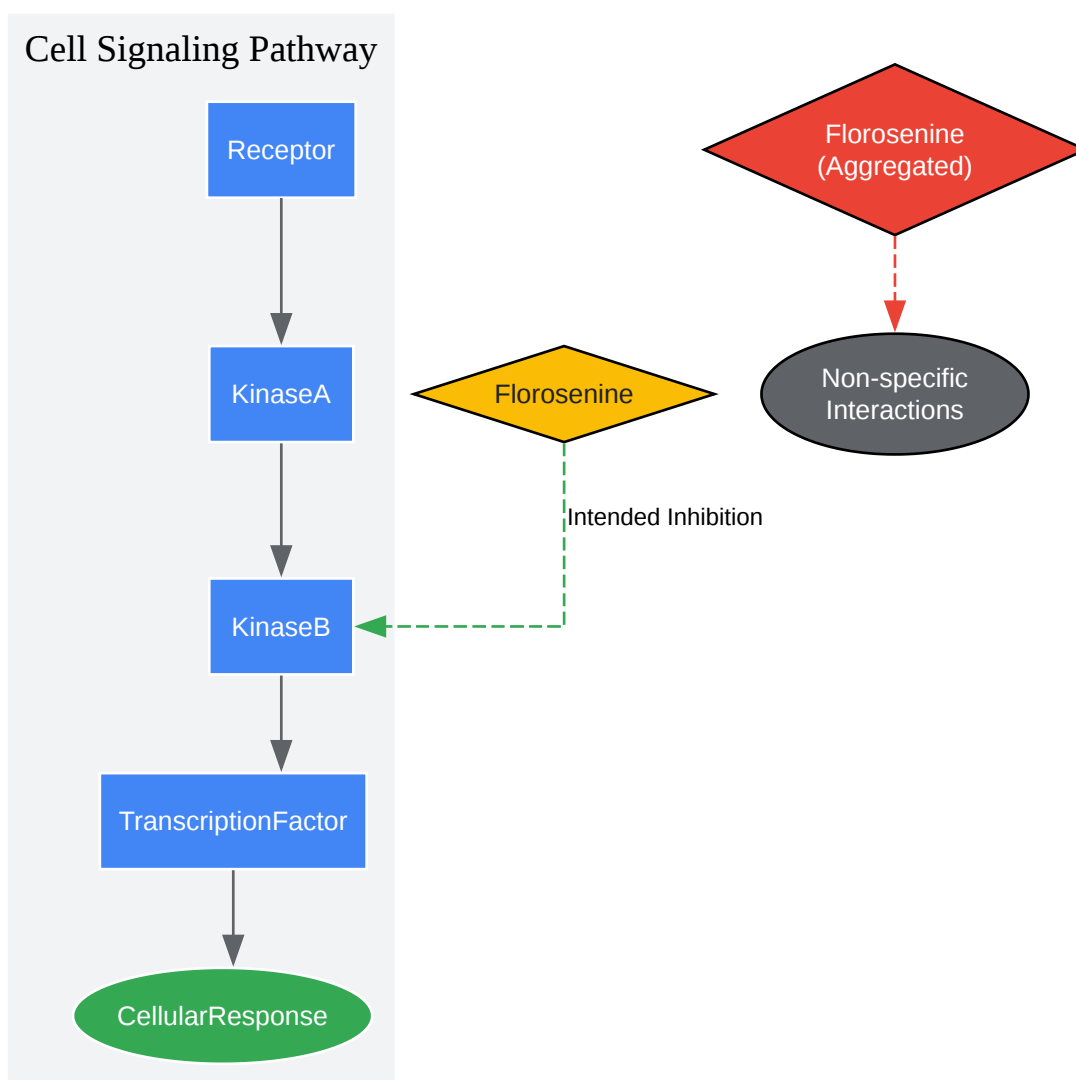 Cell Signaling Pathway
Receptor
Florosenine
(Aggregated)
KinaseA
Florosenine
Non-specific
Interactions
Intended Inhibition
KinaseB
TranscriptionFactor
CellularResponse